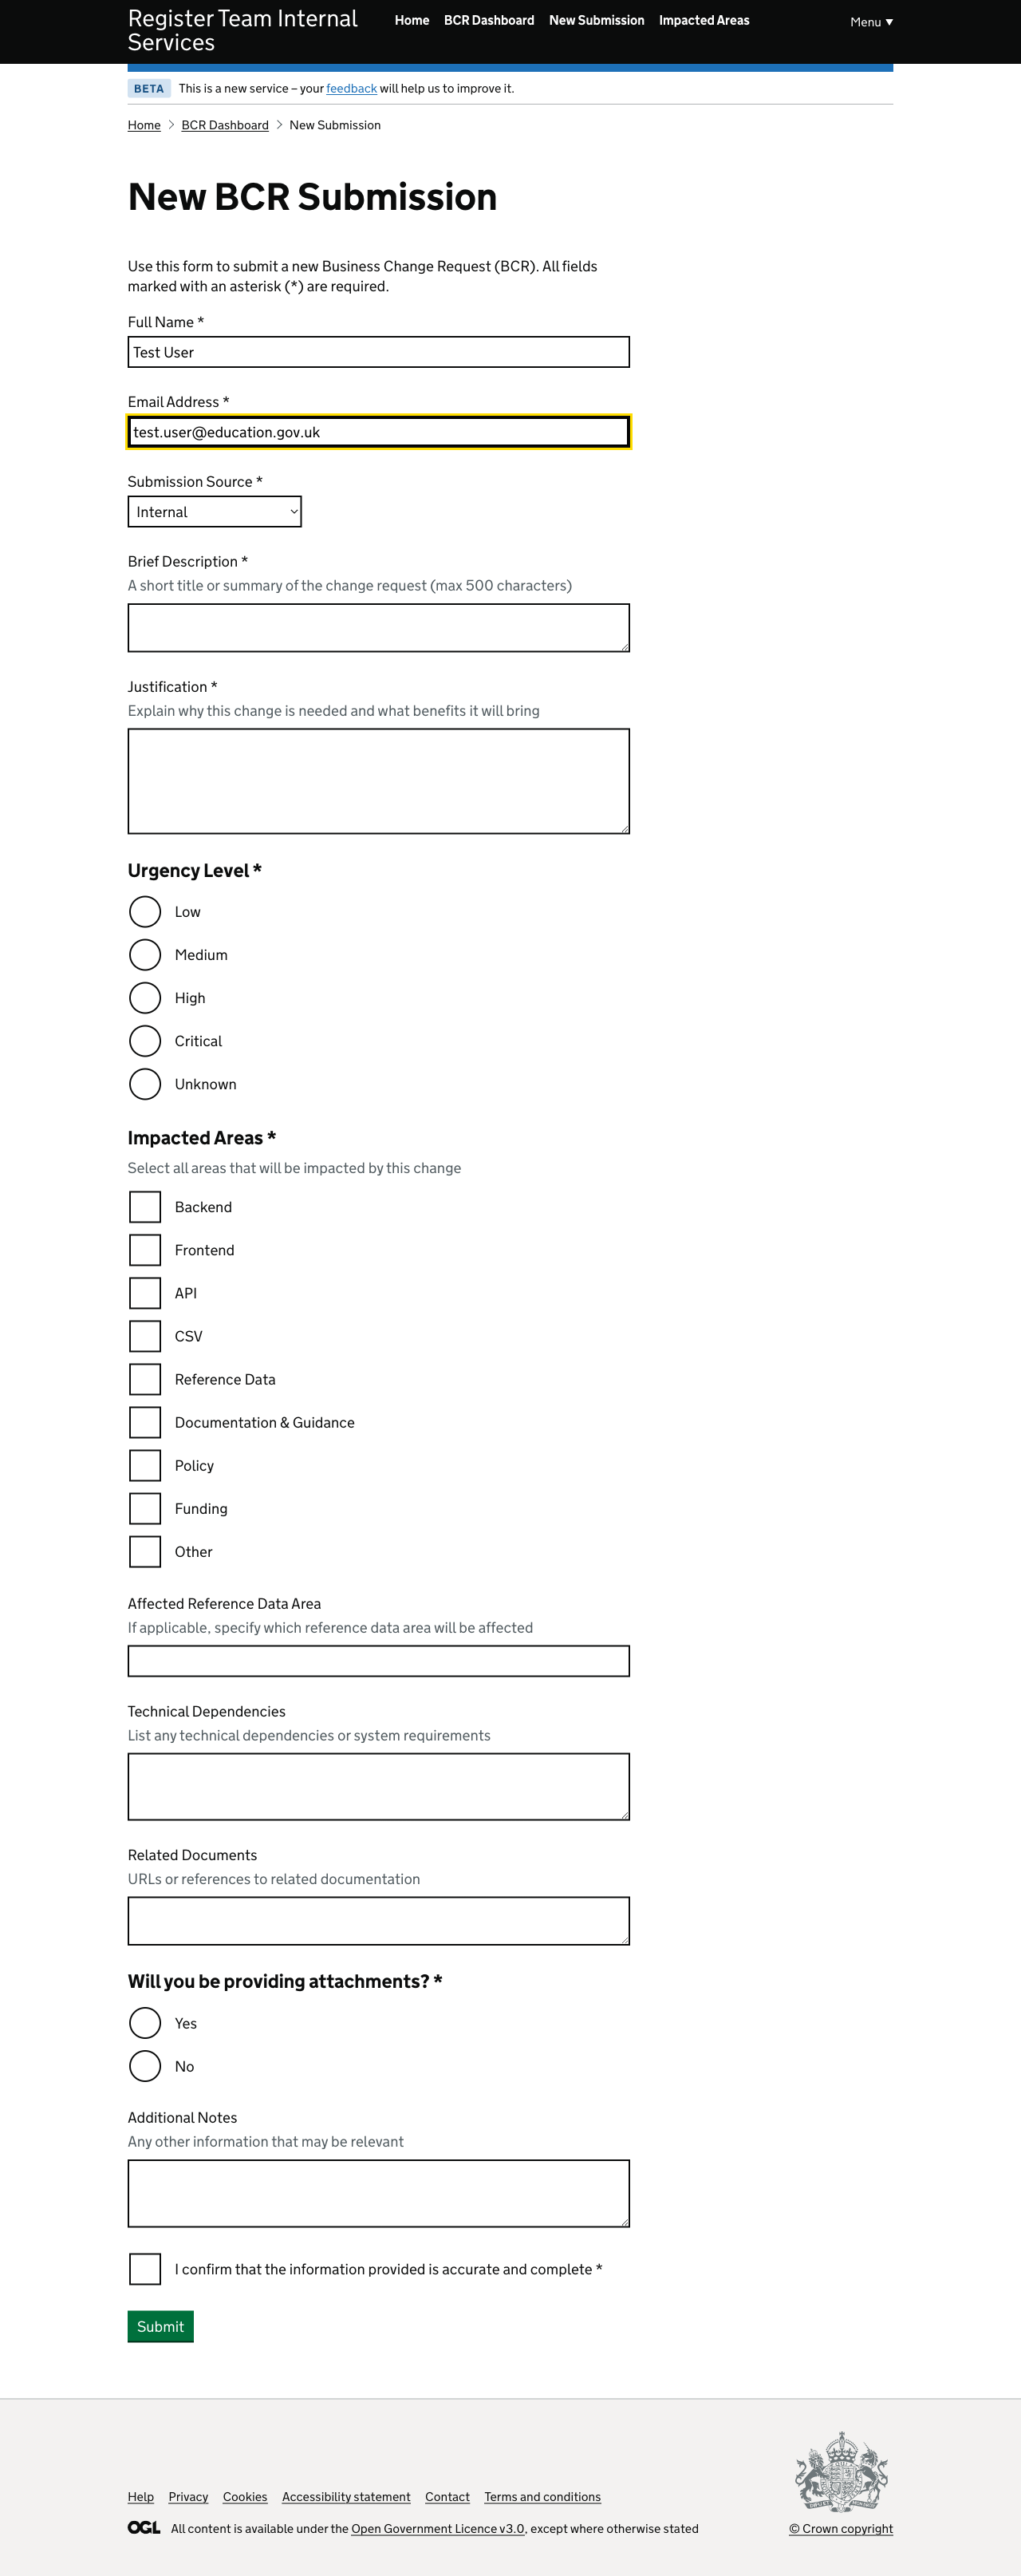 Register Team Internal
Services
Home BCR Dashboard New Submission Impacted Areas
Menu ▼
BETA This is a new service – your feedback will help us to improve it.
Home > BCR Dashboard > New Submission
New BCR Submission
Use this form to submit a new Business Change Request (BCR). All fields
marked with an asterisk (*) are required.
Full Name *
Test User
Email Address *
test.user@education.gov.uk
Submission Source *
Internal
Brief Description *
A short title or summary of the change request (max 500 characters)
Justification *
Explain why this change is needed and what benefits it will bring
Urgency Level *
Low
Medium
High
Critical
Unknown
Impacted Areas *
Select all areas that will be impacted by this change
Backend
Frontend
API
CSV
Reference Data
Documentation & Guidance
Policy
Funding
Other
Affected Reference Data Area
If applicable, specify which reference data area will be affected
Technical Dependencies
List any technical dependencies or system requirements
Related Documents
URLs or references to related documentation
Will you be providing attachments? *
Yes
No
Additional Notes
Any other information that may be relevant
I confirm that the information provided is accurate and complete *
Submit
Help Privacy Cookies Accessibility statement Contact Terms and conditions
OGL All content is available under the Open Government Licence v3.0, except where otherwise stated
© Crown copyright